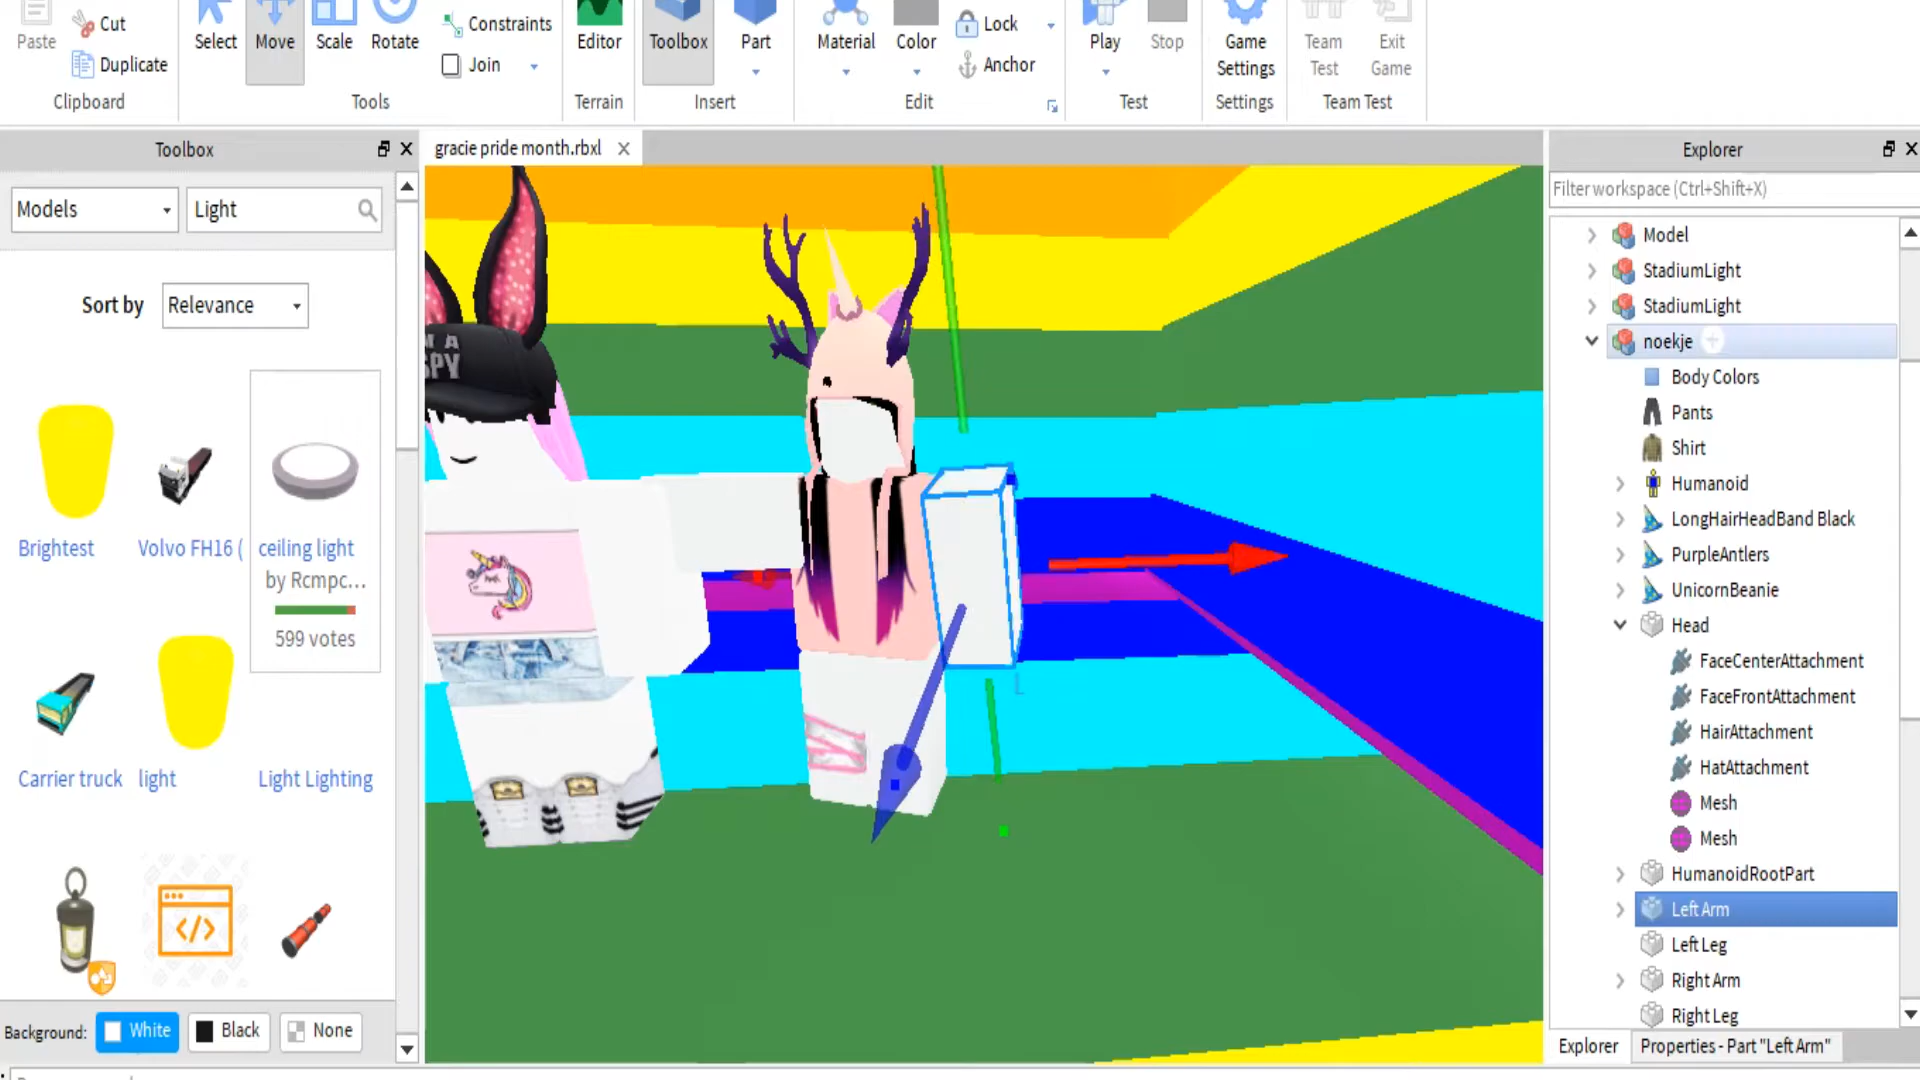 Paste
Cut
Duplicate
Clipboard
Select
Move
Scale
Rotate
Constraints
Join
Tools
Editor
Terrain
Toolbox
Part
Insert
Material
Color
Lock
Anchor
Edit
Play
Stop
Test
Game
Settings
Settings
Team
Test
Exit
Game
Team Test
Toolbox
Models
Light
Sort by
Relevance
Brightest
Volvo FH16 (
ceiling light
by Rcmpc...
599 votes
Carrier truck
light
Light Lighting
</>
Background:
White
Black
None
gracie pride month.rbxl
SPY
Explorer
Filter workspace (Ctrl+Shift+X)
Model
StadiumLight
StadiumLight
noekje
Body Colors
Pants
Shirt
Humanoid
LongHairHeadBand Black
PurpleAntlers
UnicornBeanie
Head
FaceCenterAttachment
FaceFrontAttachment
HairAttachment
HatAttachment
Mesh
Mesh
HumanoidRootPart
Left Arm
Left Leg
Right Arm
Right Leg
Explorer
Properties - Part "Left Arm"